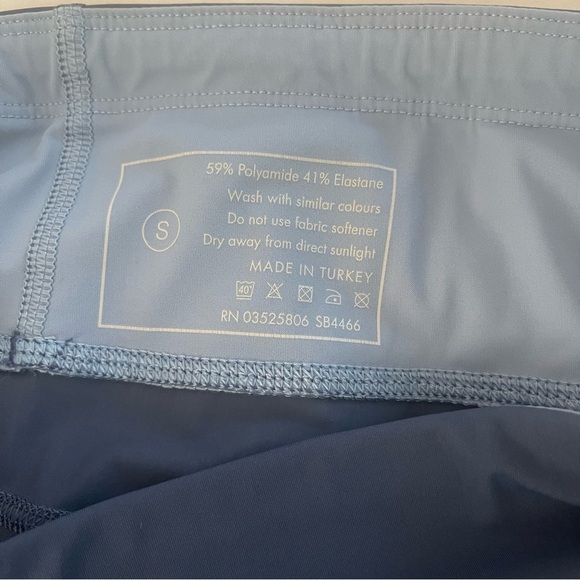 59% Polyamide 41% Elastane
Wash with similar colours
Do not use fabric softener
Dry away from direct sunlight
S
MADE IN TURKEY
40°
RN 03525806 SB4466